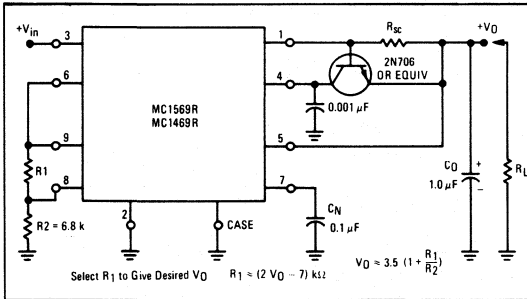 +Vin
3
1
RSC
+VO
6
4
2N706
OR EQUIV
MC1569R
MC1469R
0.001 µF
9
5
R1
8
7
CO
+
1.0 µF
−
RL
R2 = 6.8 k
2
CASE
CN
0.1 µF
Select R1 to Give Desired VO R1 ≈ (2 VO − 7) kΩ
VO ≈ 3.5 (1 + R1/R2)